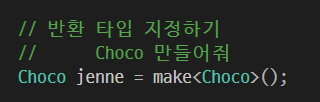 // 반환 타입 지정하기
//     Choco 만들어줘
Choco jenne = make<Choco>();